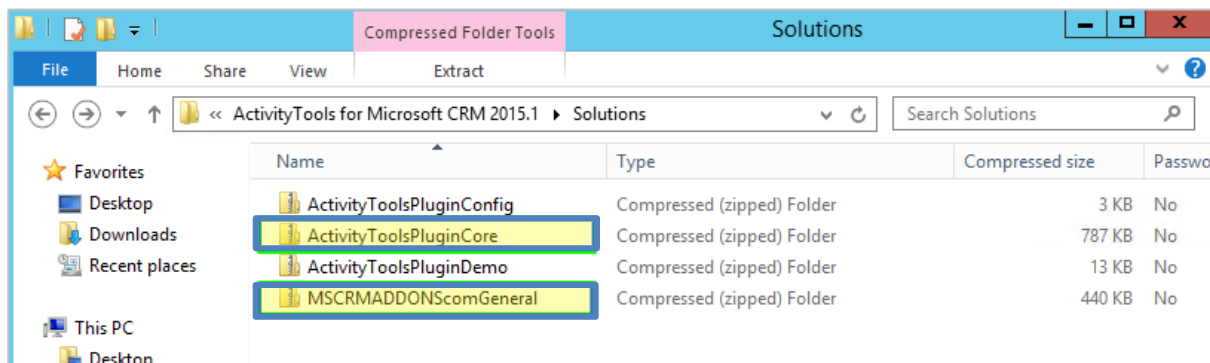 Compressed Folder Tools
Solutions
File Home Share View Extract
« ActivityTools for Microsoft CRM 2015.1 Solutions
Search Solutions
Favorites
Desktop
Downloads
Recent places
This PC
Desktop
Name Type Compressed size Passwo
ActivityToolsPluginConfig Compressed (zipped) Folder 3 KB No
ActivityToolsPluginCore Compressed (zipped) Folder 787 KB No
ActivityToolsPluginDemo Compressed (zipped) Folder 13 KB No
MSCRMADDONScomGeneral Compressed (zipped) Folder 440 KB No